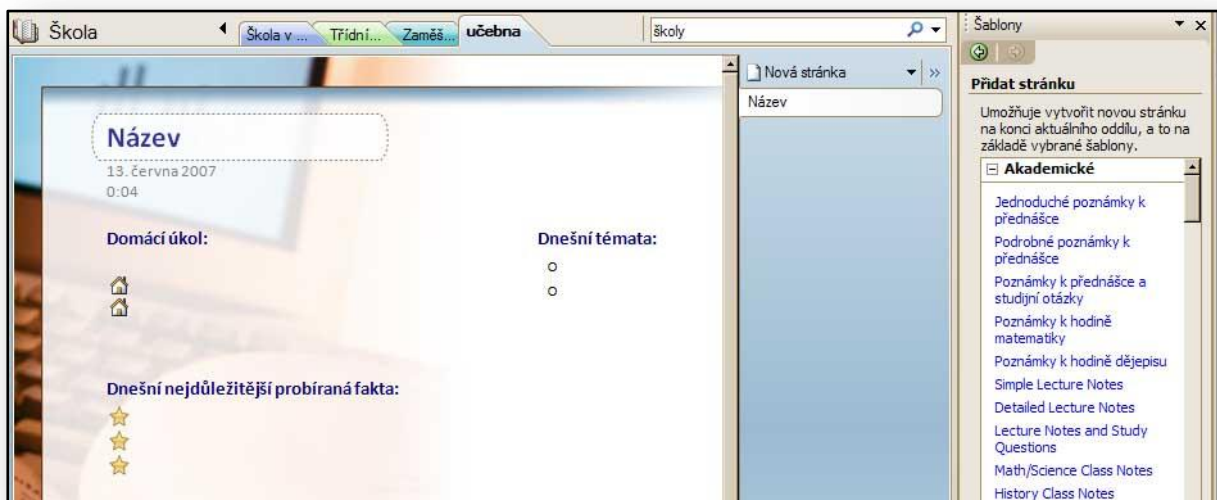 Škola
Škola v ...
Třídní...
Zaměš...
učebna
školy
Název
13. června 2007
0:04
Domácí úkol:
Dnešní témata:
Dnešní nejdůležitější probíraná fakta:
Nová stránka
Název
Šablony
Přidat stránku
Umožňuje vytvořit novou stránku
na konci aktuálního oddílu, a to na
základě vybrané šablony.
Akademické
Jednoduché poznámky k
přednášce
Podrobné poznámky k
přednášce
Poznámky k přednášce a
studijní otázky
Poznámky k hodině
matematiky
Poznámky k hodině dějepisu
Simple Lecture Notes
Detailed Lecture Notes
Lecture Notes and Study
Questions
Math/Science Class Notes
History Class Notes